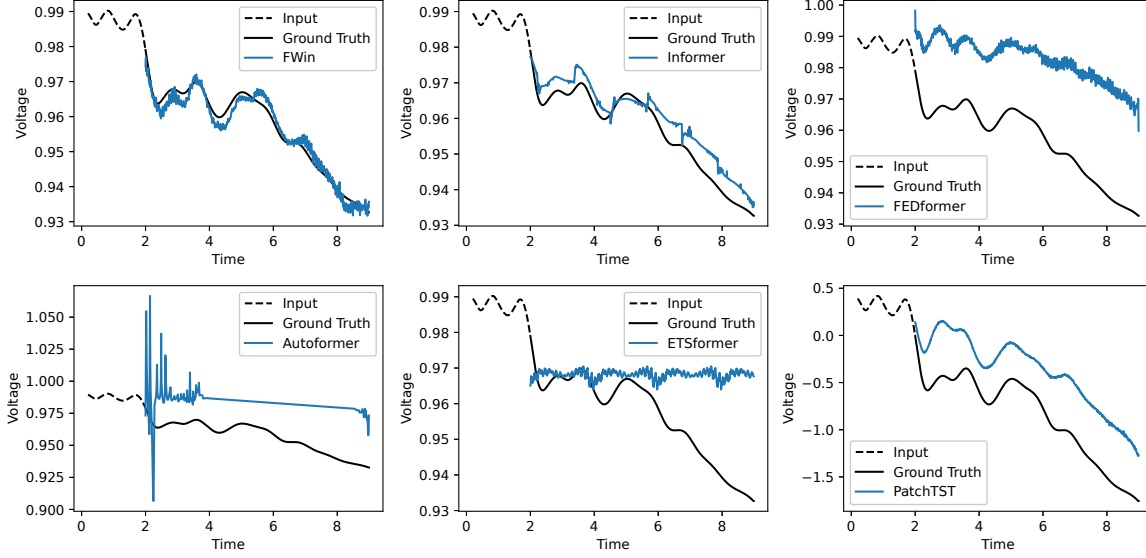 0.99
0.98
0.97
0.96
0.95
0.94
0.93
Voltage
0 2 4 6 8
Time
Input
Ground Truth
FWin
0.99
0.98
0.97
0.96
0.95
0.94
0.93
Voltage
0 2 4 6 8
Time
Input
Ground Truth
Informer
1.00
0.99
0.98
0.97
0.96
0.95
0.94
0.93
Voltage
0 2 4 6 8
Time
Input
Ground Truth
FEDformer
1.050
1.025
1.000
0.975
0.950
0.925
0.900
Voltage
0 2 4 6 8
Time
Input
Ground Truth
Autoformer
0.99
0.98
0.97
0.96
0.95
0.94
0.93
Voltage
0 2 4 6 8
Time
Input
Ground Truth
ETSformer
0.5
0.0
−0.5
−1.0
−1.5
Voltage
0 2 4 6 8
Time
Input
Ground Truth
PatchTST